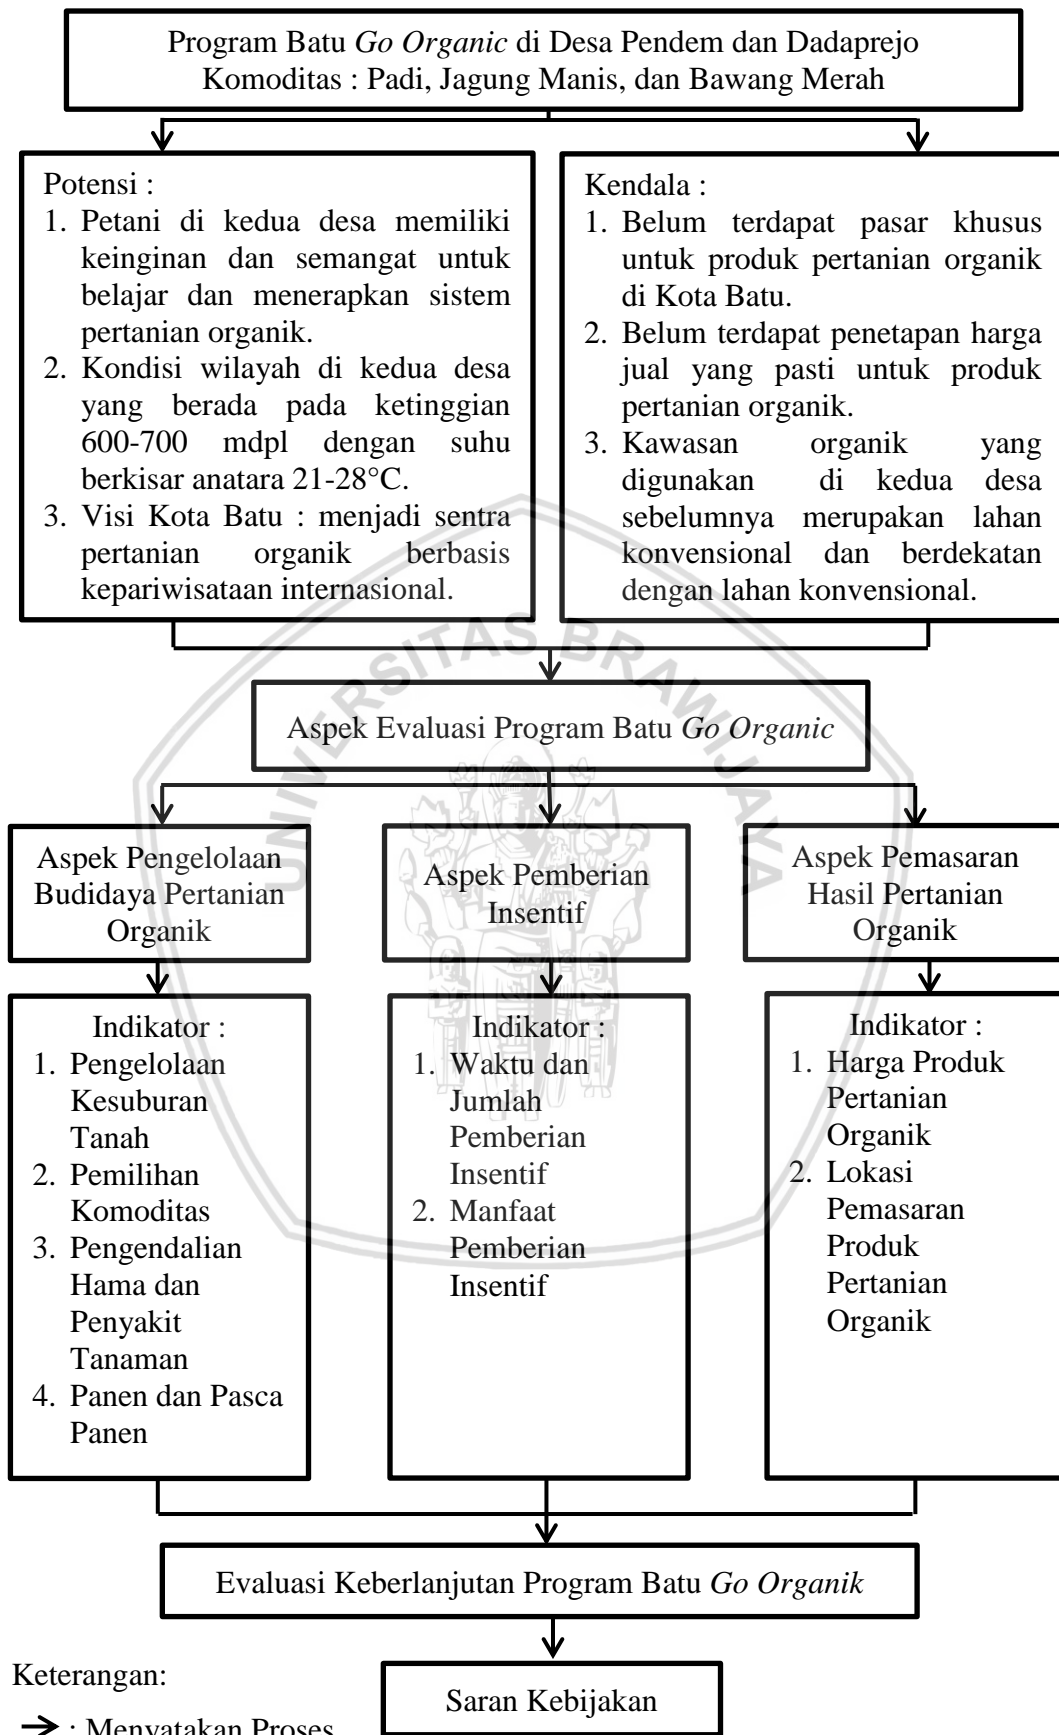 Program Batu Go Organic di Desa Pendem dan Dadaprejo
Komoditas : Padi, Jagung Manis, dan Bawang Merah
Potensi :
1. Petani di kedua desa memiliki
keinginan dan semangat untuk
belajar dan menerapkan sistem
pertanian organik.
2. Kondisi wilayah di kedua desa
yang berada pada ketinggian
600-700 mdpl dengan suhu
berkisar anatara 21-28°C.
3. Visi Kota Batu : menjadi sentra
pertanian organik berbasis
kepariwisataan internasional.
Kendala :
1. Belum terdapat pasar khusus
untuk produk pertanian organik
di Kota Batu.
2. Belum terdapat penetapan harga
jual yang pasti untuk produk
pertanian organik.
3. Kawasan organik yang
digunakan di kedua desa
sebelumnya merupakan lahan
konvensional dan berdekatan
dengan lahan konvensional.
UNIVERSITAS BRAWIJAYA
Aspek Evaluasi Program Batu Go Organic
Aspek Pengelolaan
Budidaya Pertanian
Organik
Aspek Pemberian
Insentif
Aspek Pemasaran
Hasil Pertanian
Organik
Indikator :
1. Pengelolaan
Kesuburan
Tanah
2. Pemilihan
Komoditas
3. Pengendalian
Hama dan
Penyakit
Tanaman
4. Panen dan Pasca
Panen
Indikator :
1. Waktu dan
Jumlah
Pemberian
Insentif
2. Manfaat
Pemberian
Insentif
Indikator :
1. Harga Produk
Pertanian
Organik
2. Lokasi
Pemasaran
Produk
Pertanian
Organik
Evaluasi Keberlanjutan Program Batu Go Organik
Saran Kebijakan
Keterangan:
→ : Menyatakan Proses